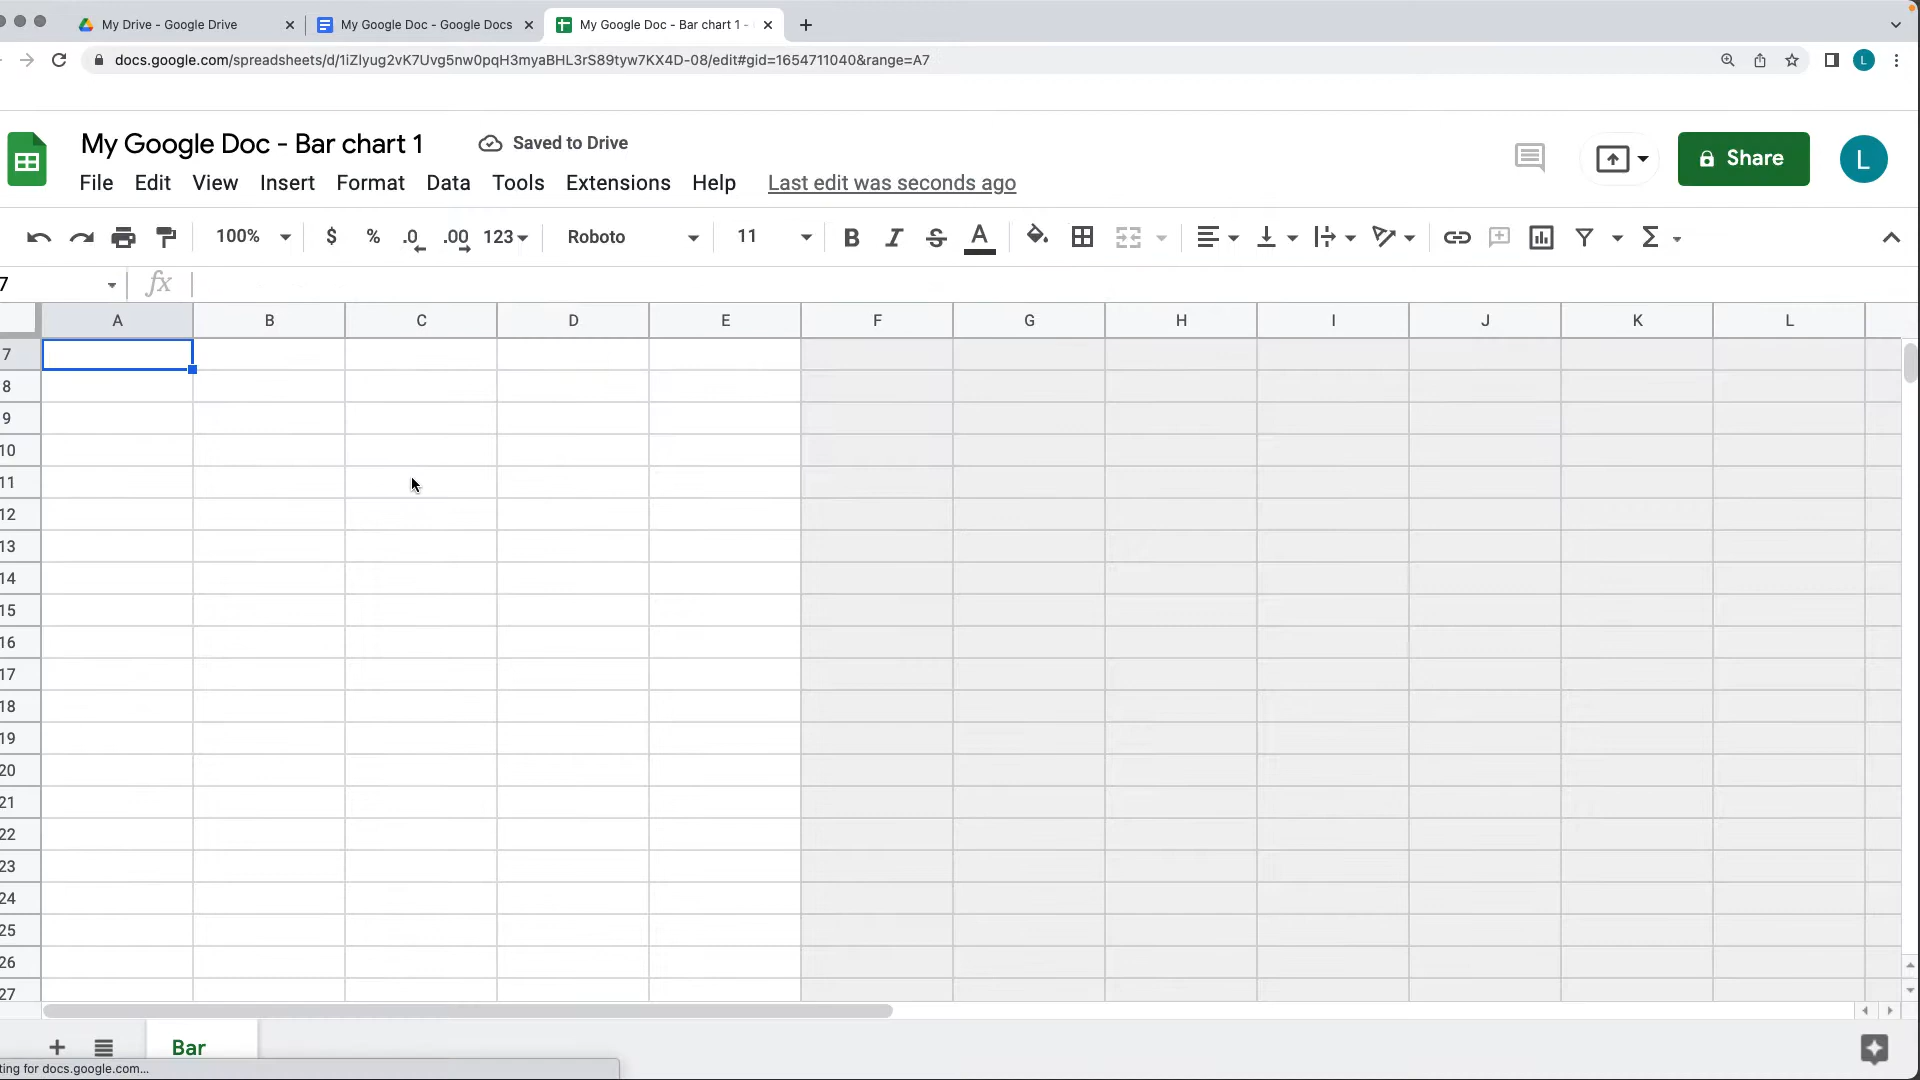 My Drive - Google Drive
My Google Doc - Google Docs
My Google Doc - Bar chart 1 -
docs.google.com/spreadsheets/d/1iZlyug2vK7Uvg5nw0pqH3myaBHL3rS89tyw7KX4D-08/edit#gid=1654711040&range=A7
L
My Google Doc - Bar chart 1
Saved to Drive
Share
L
File Edit View Insert Format Data Tools Extensions Help Last edit was seconds ago
100% $ % .0 .00 123 Roboto 11 B I S A Σ
7 fx
A B C D E F G H I J K L
7
8
9
10
11
12
13
14
15
16
17
18
19
20
21
22
23
24
25
26
27
Bar
ting for docs.google.com...